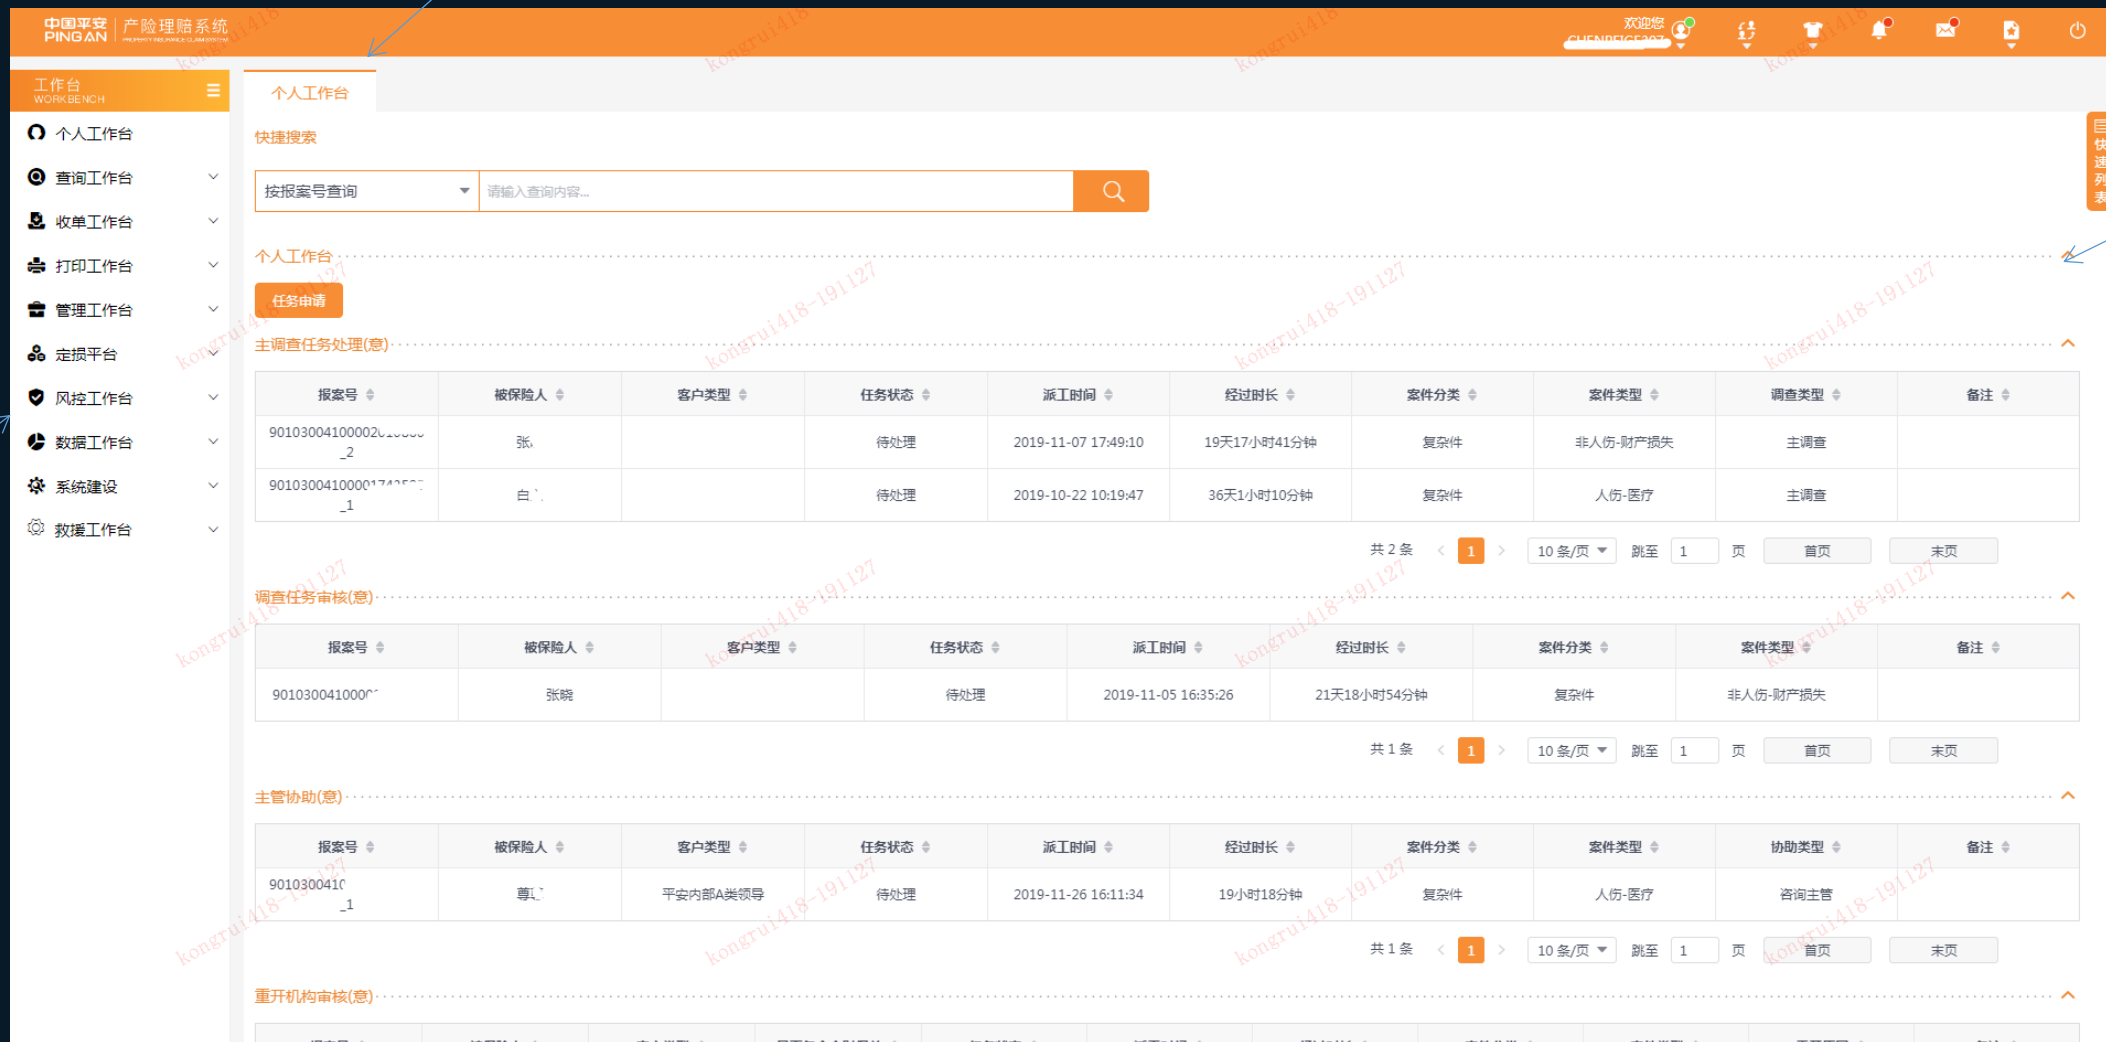 中国平安 产险理赔系统
PING AN PROPERTY INSURANCE CLAIM SYSTEM
欢迎您
工作台
WORKBENCH
个人工作台
查询工作台
收单工作台
打印工作台
管理工作台
定损平台
风控工作台
数据工作台
系统建设
救援工作台
个人工作台
快捷搜索
按报案号查询 请输入查询内容...
快速列表
个人工作台
任务申请
主调查任务处理(意)
报案号 被保险人 客户类型 任务状态 派工时间 经过时长 案件分类 案件类型 调查类型 备注
_2 张 待处理 2019-11-07 17:49:10 19天17小时41分钟 复杂件 非人伤-财产损失 主调查
_1 白 待处理 2019-10-22 10:19:47 36天1小时10分钟 复杂件 人伤-医疗 主调查
共 2 条 1 10 条/页 跳至 1 页 首页 末页
调查任务审核(意)
报案号 被保险人 客户类型 任务状态 派工时间 经过时长 案件分类 案件类型 备注
9010300410000 张晓 待处理 2019-11-05 16:35:26 21天18小时54分钟 复杂件 非人伤-财产损失
共 1 条 1 10 条/页 跳至 1 页 首页 末页
主管协助(意)
报案号 被保险人 客户类型 任务状态 派工时间 经过时长 案件分类 案件类型 协助类型 备注
9010300410
_1 尊 平安内部A类领导 待处理 2019-11-26 16:11:34 19小时18分钟 复杂件 人伤-医疗 咨询主管
共 1 条 1 10 条/页 跳至 1 页 首页 末页
重开机构审核(意)
kongrui418-191127